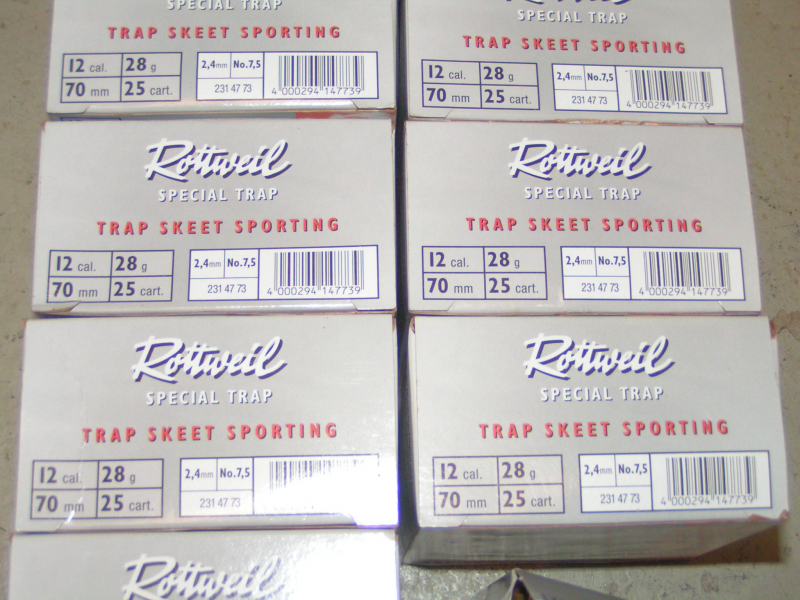 SPECIAL TRAP
TRAP SKEET SPORTING
12 cal. 28 g
70 mm 25 cart.
2,4mm No.7,5
231 47 73
4 000294 147739
SPECIAL TRAP
TRAP SKEET SPORTING
12 cal. 28 g
70 mm 25 cart.
2,4mm No.7,5
231 47 73
4 000294 147739
Rottweil
SPECIAL TRAP
TRAP SKEET SPORTING
12 cal. 28 g
70 mm 25 cart.
2,4mm No.7,5
231 47 73
4 000294 147739
Rottweil
SPECIAL TRAP
TRAP SKEET SPORTING
12 cal. 28 g
70 mm 25 cart.
2,4mm No.7,5
231 47 73
4 000294 147739
Rottweil
SPECIAL TRAP
TRAP SKEET SPORTING
12 cal. 28 g
70 mm 25 cart.
2,4mm No.7,5
231 47 73
Rottweil
SPECIAL TRAP
TRAP SKEET SPORTING
12 cal. 28 g
70 mm 25 cart.
2,4mm No.7,5
231 47 73
4 000294 147739
Rottweil